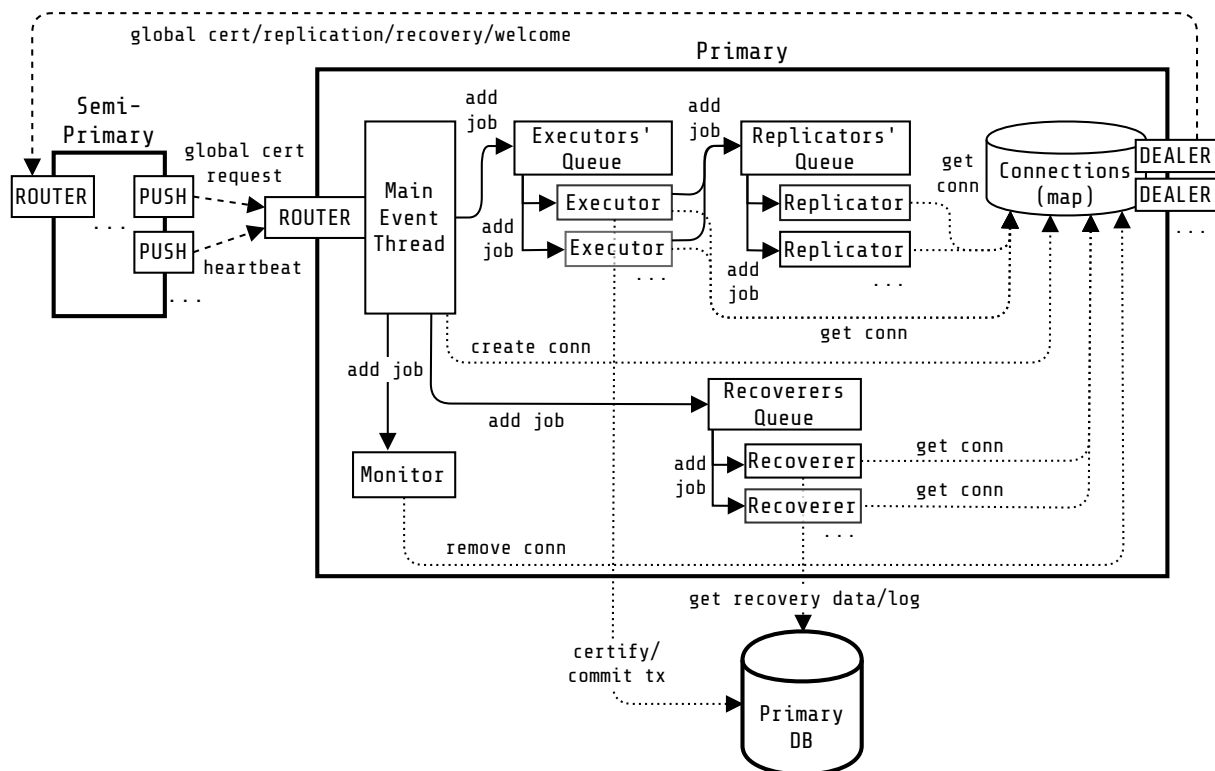 global cert/replication/recovery/welcome
Primary
Semi-
Primary
ROUTER
PUSH
...
PUSH
...
global cert
request
heartbeat
ROUTER
Main
Event
Thread
add
job
Executors'
Queue
Executor
add
job
Executor
...
add
job
Replicators'
Queue
Replicator
Replicator
add
job
...
get
conn
Connections
(map)
DEALER
DEALER
...
get conn
create conn
add job
add job
Recoverers
Queue
Recoverer
add
job
Recoverer
...
get conn
get conn
Monitor
remove conn
get recovery data/log
certify/
commit tx
Primary
DB